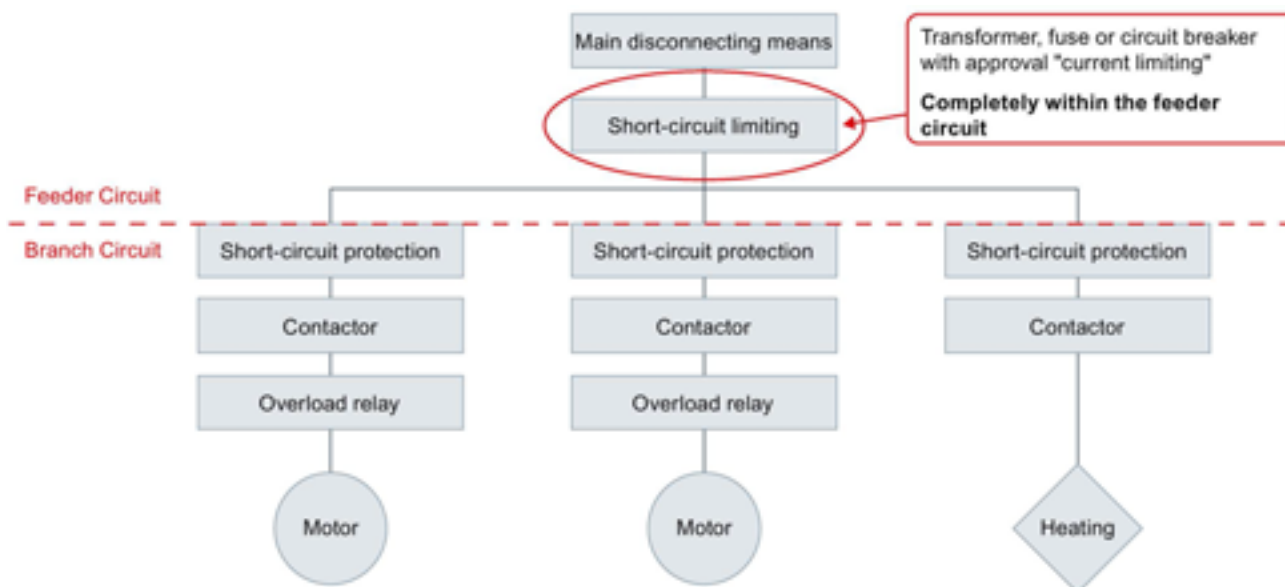 Main disconnecting means
Transformer, fuse or circuit breaker
with approval "current limiting"
Completely within the feeder
circuit
Short-circuit limiting
Feeder Circuit
Branch Circuit
Short-circuit protection
Short-circuit protection
Short-circuit protection
Contactor
Contactor
Contactor
Overload relay
Overload relay
Motor
Motor
Heating